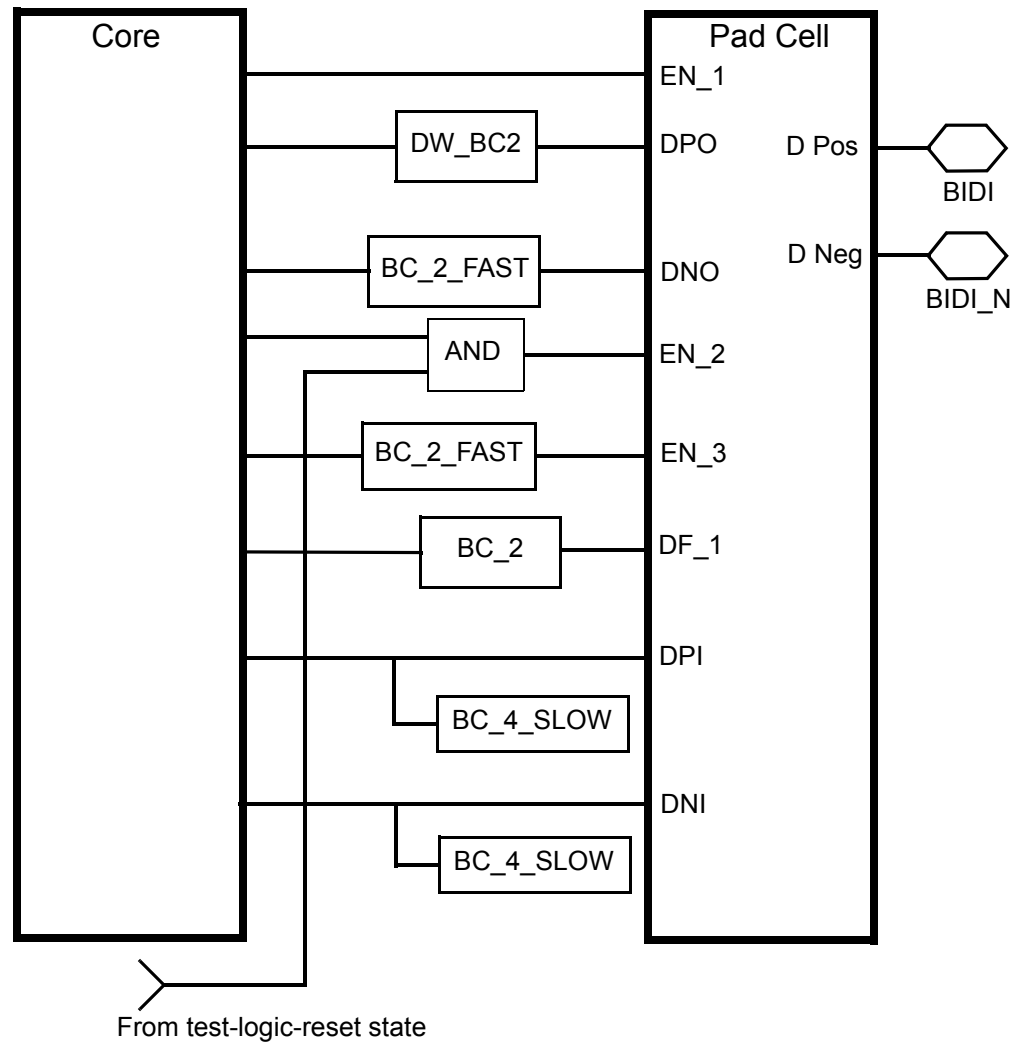 Core
Pad Cell
EN_1
DW_BC2
DPO
D Pos
BIDI
BC_2_FAST
DNO
D Neg
BIDI_N
AND
EN_2
BC_2_FAST
EN_3
BC_2
DF_1
DPI
BC_4_SLOW
DNI
BC_4_SLOW
From test-logic-reset state